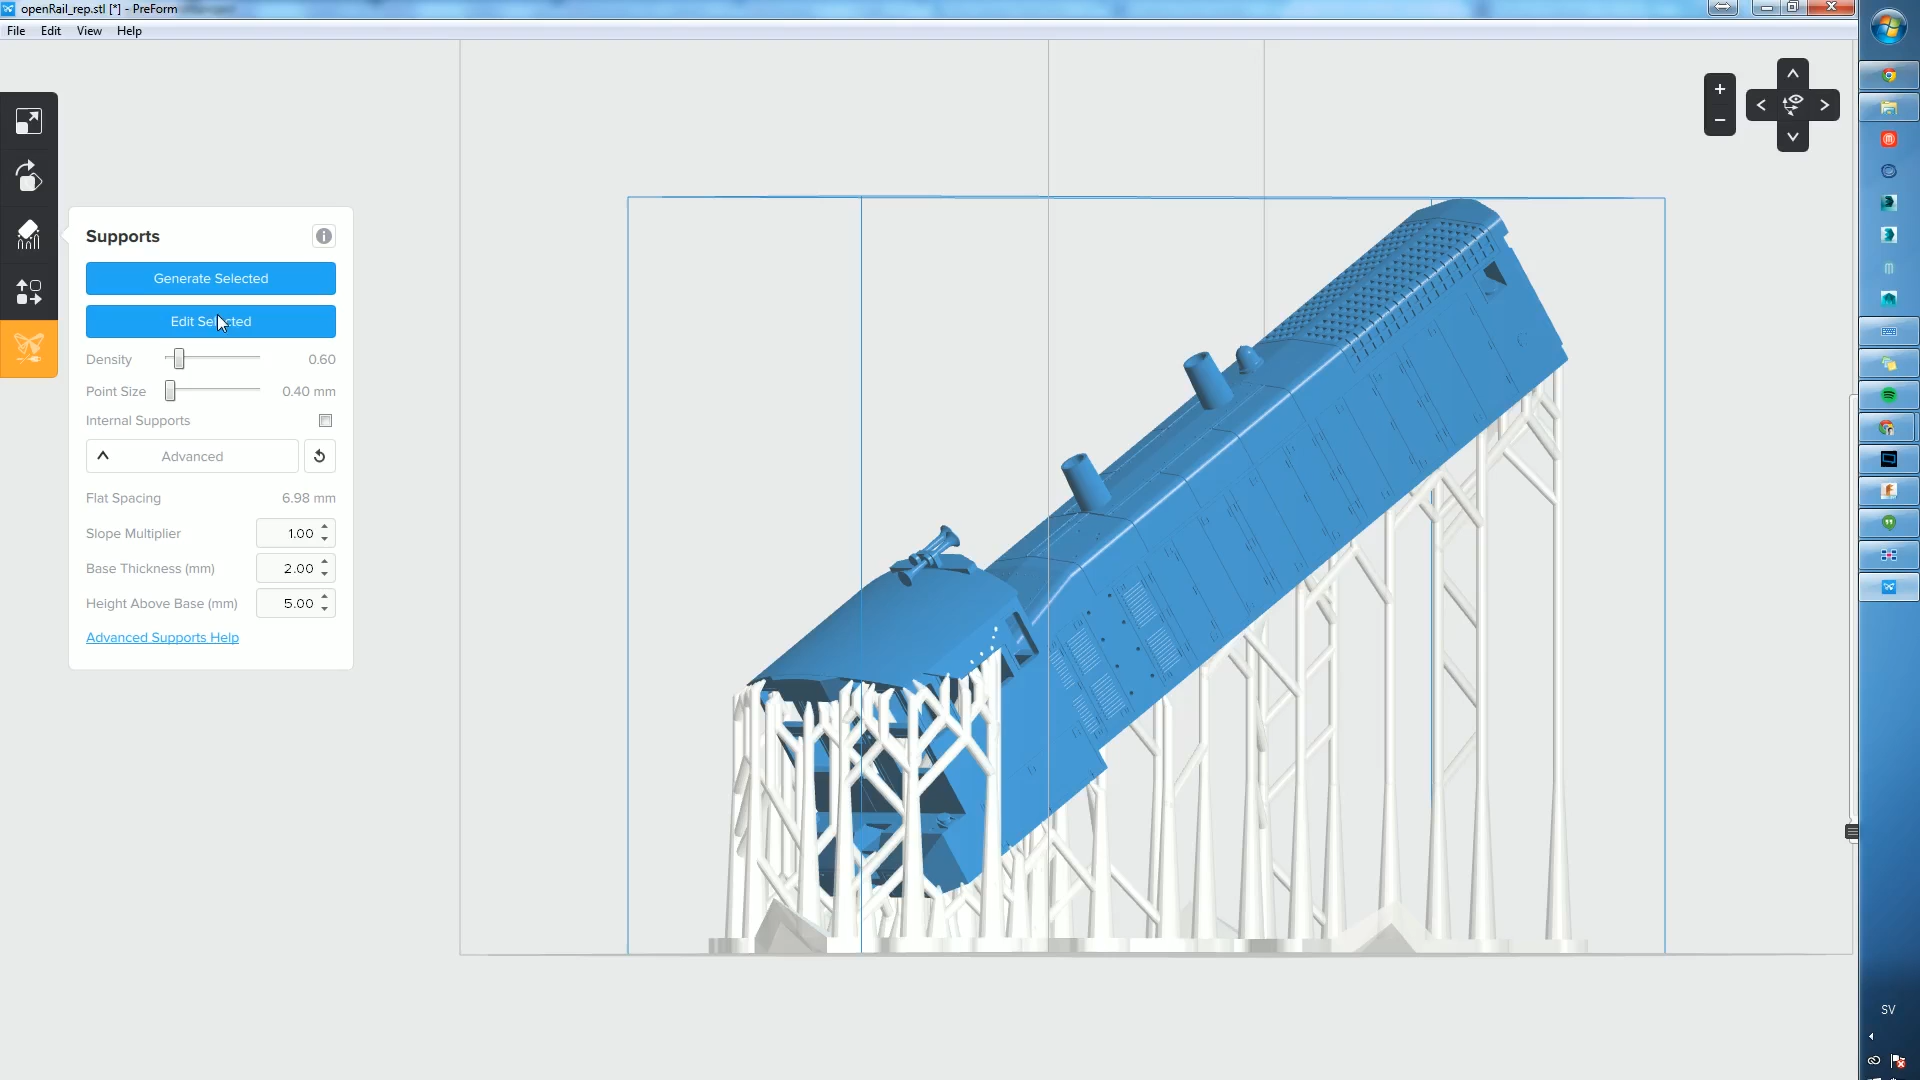 openRail_rep.stl [*] - PreForm
File Edit View Help
Supports
Generate Selected
Edit Selected
Density 0.60
Point Size 0.40 mm
Internal Supports
Advanced
Flat Spacing 6.98 mm
Slope Multiplier 1.00
Base Thickness (mm) 2.00
Height Above Base (mm) 5.00
Advanced Supports Help
SV